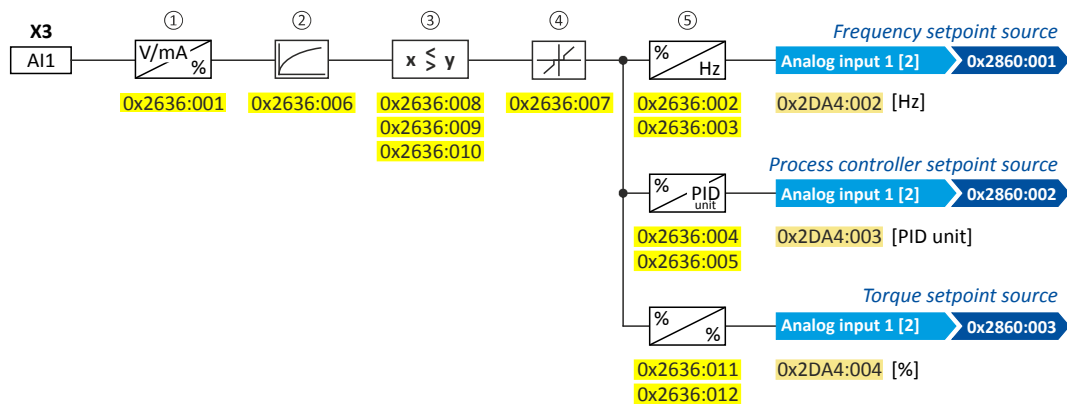 ① ② ③ ④ ⑤
X3
AI1
V/mA
%
x ≶ y
%
Hz
Frequency setpoint source
Analog input 1 [2]
0x2860:001
0x2636:001
0x2636:006
0x2636:008
0x2636:009
0x2636:010
0x2636:007
0x2636:002
0x2636:003
0x2DA4:002 [Hz]
Process controller setpoint source
%
PID
unit
Analog input 1 [2]
0x2860:002
0x2636:004
0x2636:005
0x2DA4:003 [PID unit]
Torque setpoint source
%
%
Analog input 1 [2]
0x2860:003
0x2636:011
0x2636:012
0x2DA4:004 [%]